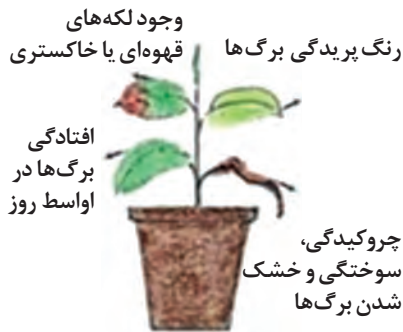 رنگ پریدگی برگ‌ها
وجود لکه‌های
قهوه‌ای یا خاکستری
افتادگی
برگ‌ها در
اواسط روز
چروکیدگی،
سوختگی و خشک
شدن برگ‌ها